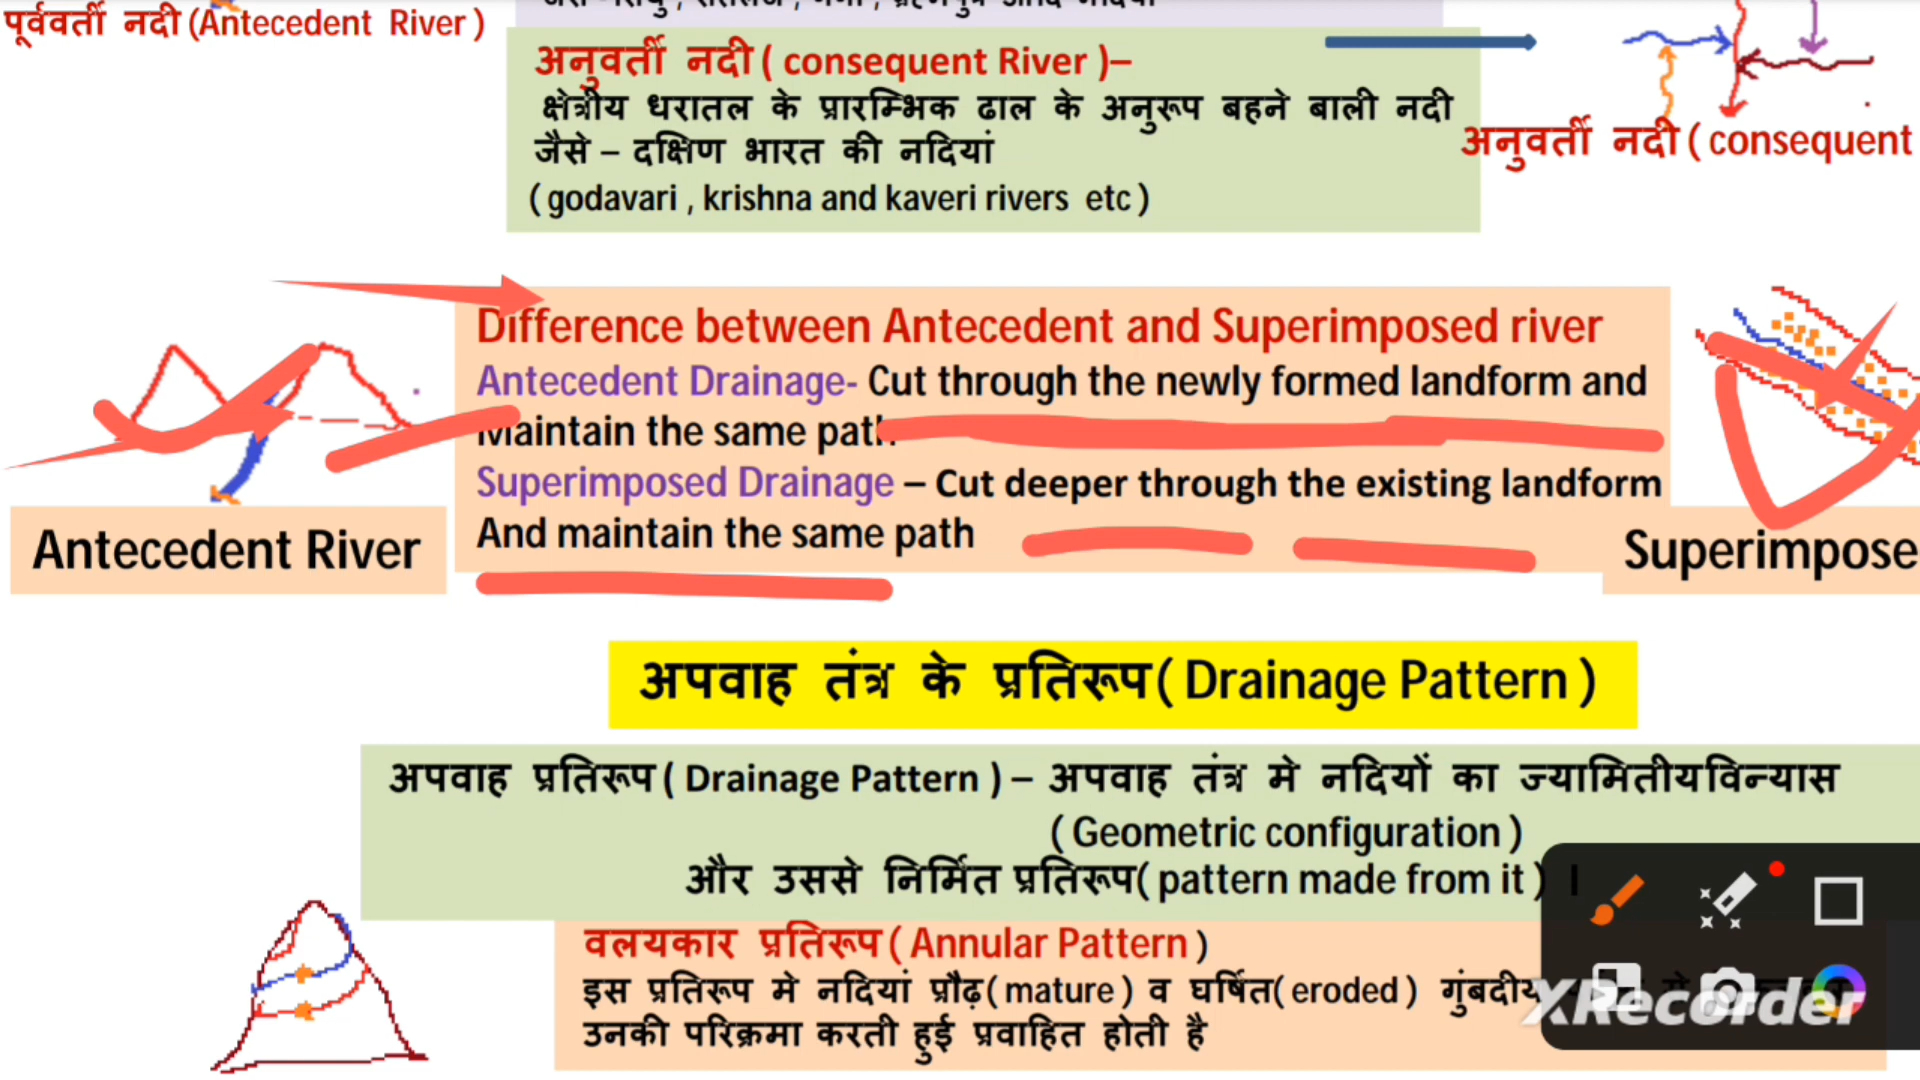 पूर्ववर्ती नदी (Antecedent River )
अनुवर्ती नदी ( consequent River )–
क्षेत्रीय धरातल के प्रारम्भिक ढाल के अनुरूप बहने बाली नदी
जैसे – दक्षिण भारत की नदियां
( godavari , krishna and kaveri rivers etc )
अनुवर्ती नदी ( consequent
Difference between Antecedent and Superimposed river
Antecedent Drainage- Cut through the newly formed landform and
Maintain the same path
Superimposed Drainage – Cut deeper through the existing landform
And maintain the same path
Antecedent River
Superimpose
अपवाह तंत्र के प्रतिरूप( Drainage Pattern )
अपवाह प्रतिरूप( Drainage Pattern ) – अपवाह तंत्र मे नदियों का ज्यामितीयविन्यास
( Geometric configuration )
और उससे निर्मित प्रतिरूप( pattern made from it ) ।
वलयकार प्रतिरूप( Annular Pattern )
इस प्रतिरूप मे नदियां प्रौढ़( mature ) व घर्षित( eroded ) गुंबदीय
उनकी परिक्रमा करती हुई प्रवाहित होती है
XRecorder